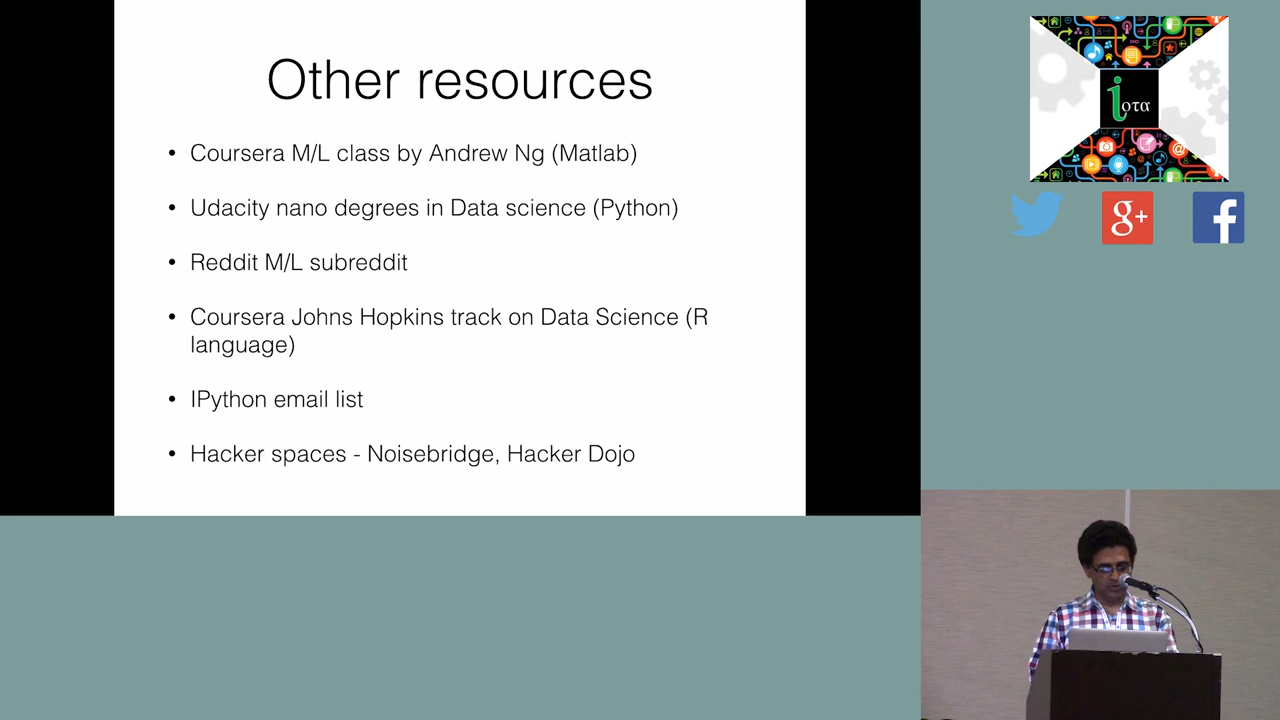 Other resources
• Coursera M/L class by Andrew Ng (Matlab)
• Udacity nano degrees in Data science (Python)
• Reddit M/L subreddit
• Coursera Johns Hopkins track on Data Science (R
language)
• IPython email list
• Hacker spaces - Noisebridge, Hacker Dojo
iοτα
@
g+
f